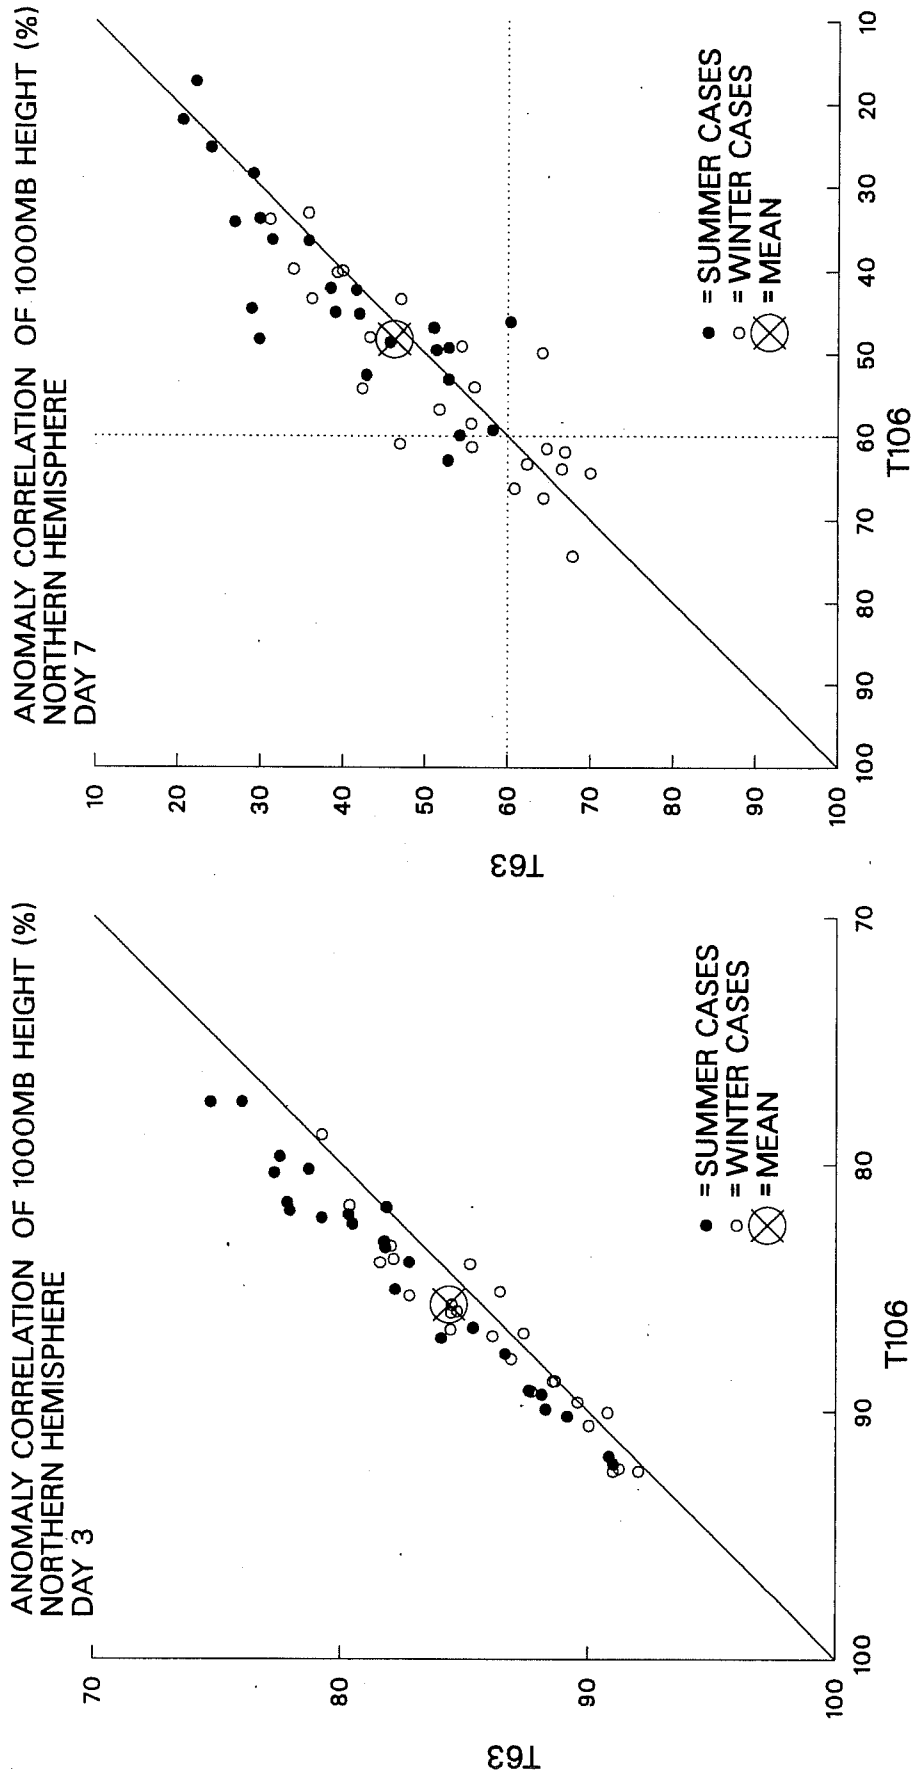 ANOMALY CORRELATION OF 1000MB HEIGHT (%)
NORTHERN HEMISPHERE
DAY 3
70
80
90
100
T63
100
90
80
70
T106
● = SUMMER CASES
○ = WINTER CASES
⊗ = MEAN
ANOMALY CORRELATION OF 1000MB HEIGHT (%)
NORTHERN HEMISPHERE
DAY 7
10
20
30
40
50
60
70
80
90
100
T63
100
90
80
70
60
50
40
30
20
10
T106
● = SUMMER CASES
○ = WINTER CASES
⊗ = MEAN